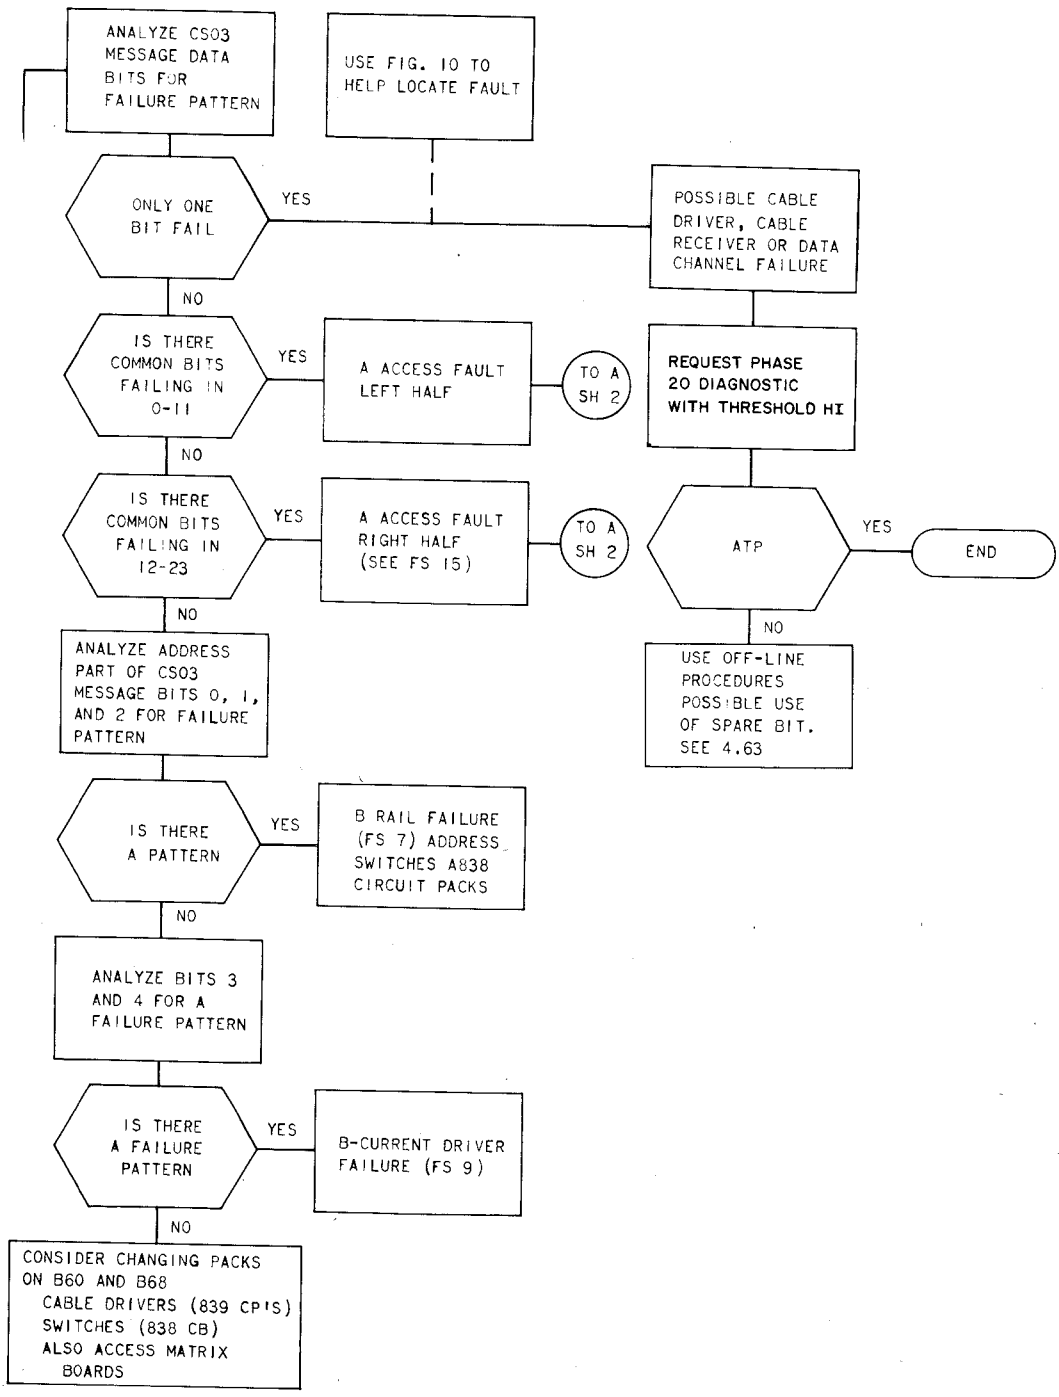 ANALYZE CS03
MESSAGE DATA
BITS FOR
FAILURE PATTERN
USE FIG. 10 TO
HELP LOCATE FAULT
ONLY ONE
BIT FAIL
YES
NO
POSSIBLE CABLE
DRIVER, CABLE
RECEIVER OR DATA
CHANNEL FAILURE
IS THERE
COMMON BITS
FAILING IN
0-11
YES
NO
A ACCESS FAULT
LEFT HALF
TO A
SH 2
REQUEST PHASE
20 DIAGNOSTIC
WITH THRESHOLD HI
IS THERE
COMMON BITS
FAILING IN
12-23
YES
NO
A ACCESS FAULT
RIGHT HALF
(SEE FS 15)
TO A
SH 2
ATP
YES
END
NO
USE OFF-LINE
PROCEDURES
POSSIBLE USE
OF SPARE BIT.
SEE 4.63
ANALYZE ADDRESS
PART OF CS03
MESSAGE BITS 0, 1,
AND 2 FOR FAILURE
PATTERN
IS THERE
A PATTERN
YES
NO
B RAIL FAILURE
(FS 7) ADDRESS
SWITCHES A838
CIRCUIT PACKS
ANALYZE BITS 3
AND 4 FOR A
FAILURE PATTERN
IS THERE
A FAILURE
PATTERN
YES
NO
B-CURRENT DRIVER
FAILURE (FS 9)
CONSIDER CHANGING PACKS
ON B60 AND B68
CABLE DRIVERS (839 CP'S)
SWITCHES (838 CB)
ALSO ACCESS MATRIX
BOARDS